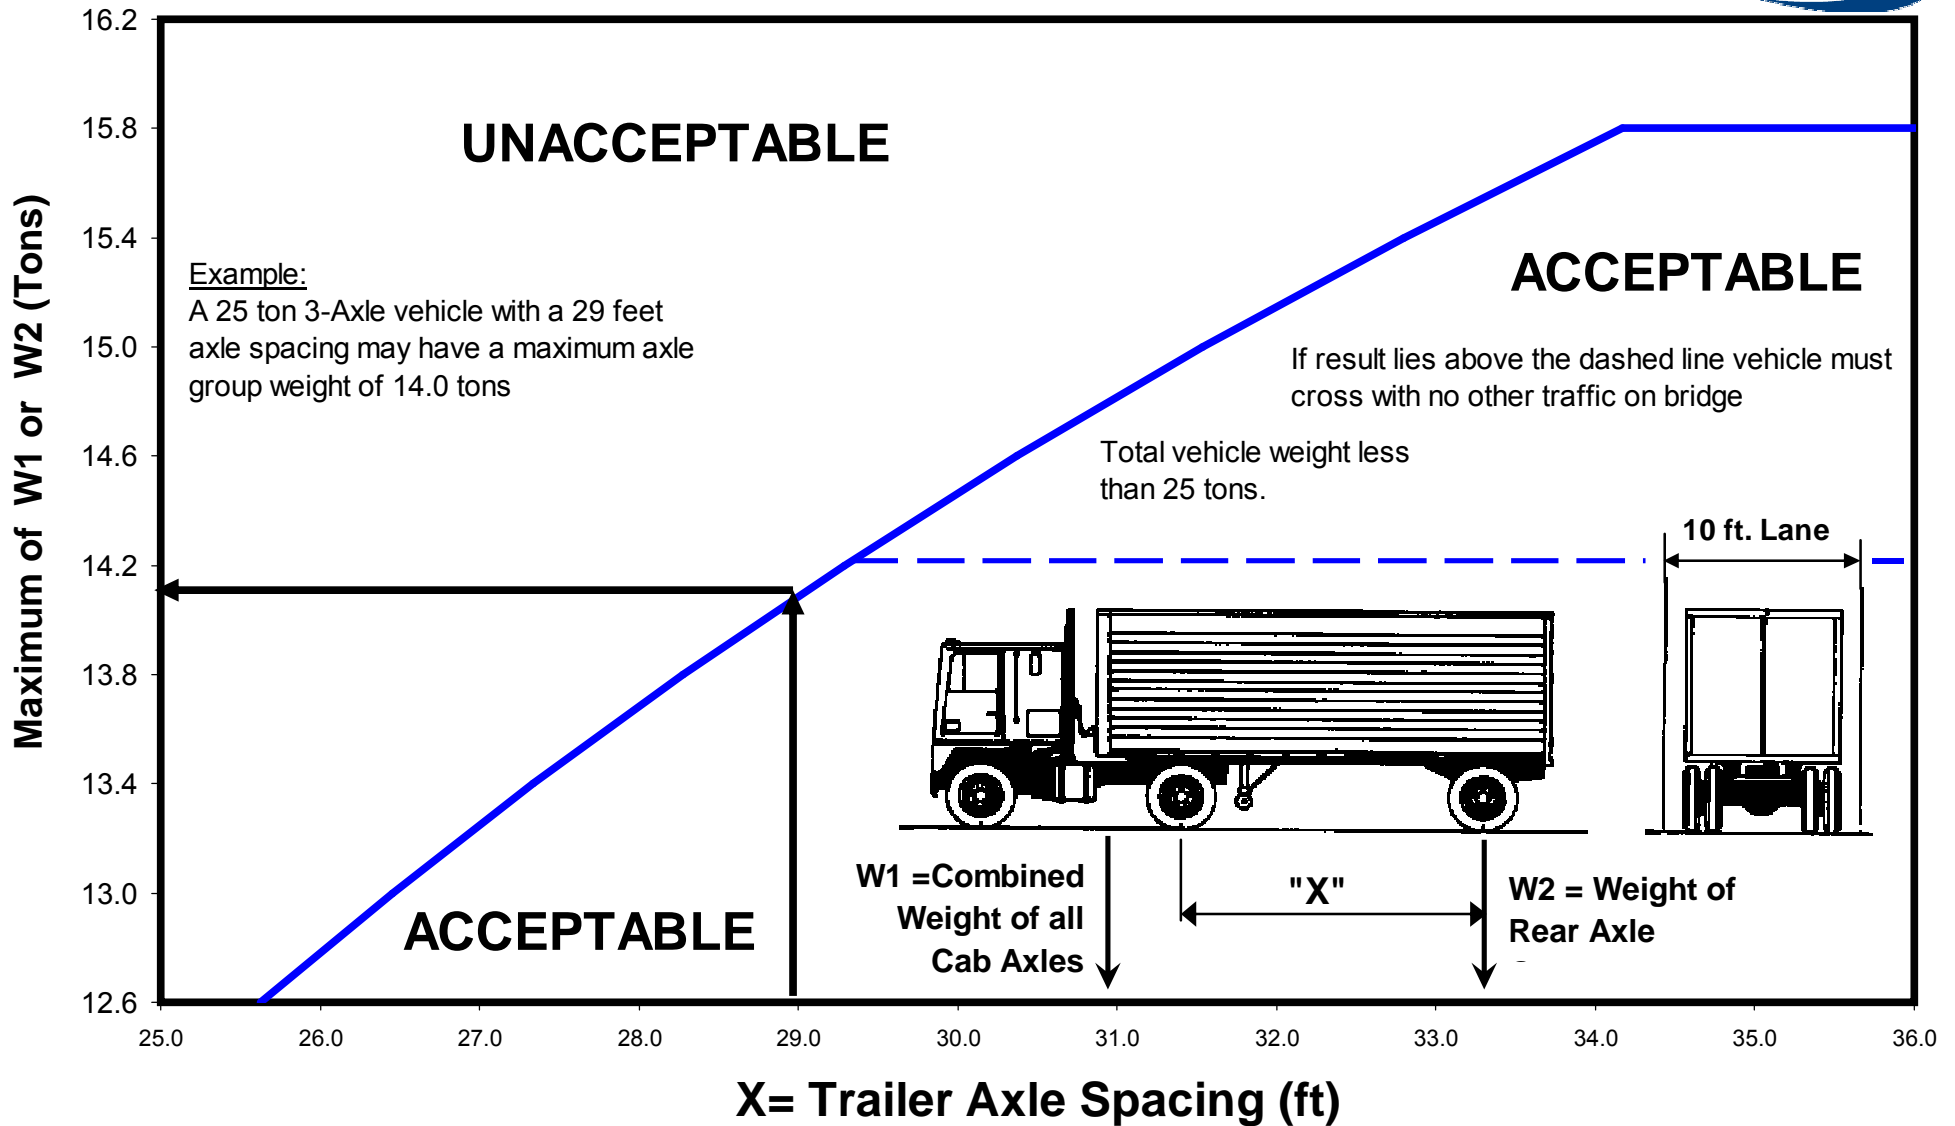 16.2
15.8
15.4
15.0
14.6
14.2
13.8
13.4
13.0
12.6
Maximum of W1 or W2 (Tons)
UNACCEPTABLE
Example:
A 25 ton 3-Axle vehicle with a 29 feet
axle spacing may have a maximum axle
group weight of 14.0 tons
ACCEPTABLE
If result lies above the dashed line vehicle must
cross with no other traffic on bridge
Total vehicle weight less
than 25 tons.
10 ft. Lane
W1 =Combined
Weight of all
Cab Axles
"X"
W2 = Weight of
Rear Axle
ACCEPTABLE
25.0 26.0 27.0 28.0 29.0 30.0 31.0 32.0 33.0 34.0 35.0 36.0
X= Trailer Axle Spacing (ft)